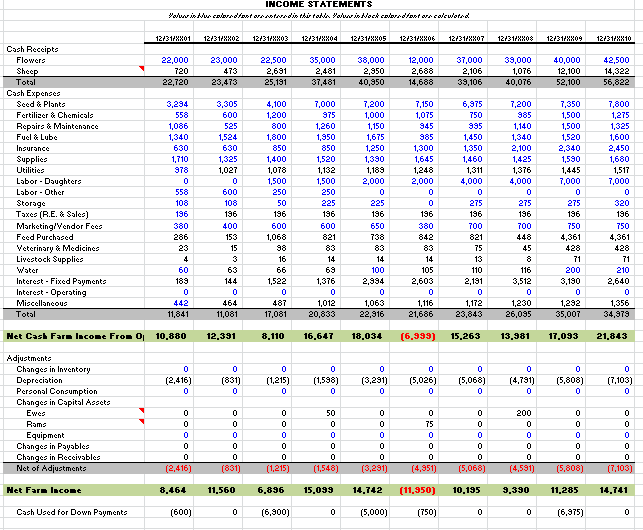 INCOME STATEMENTS
Values in blue colored font are entered in this table. Values in black colored font are calculated.
12/31/XX01 12/31/XX02 12/31/XX03 12/31/XX04 12/31/XX05 12/31/XX06 12/31/XX07 12/31/XX08 12/31/XX09 12/31/XX10
Cash Receipts
Flowers 22,000 23,000 22,500 35,000 38,000 12,000 37,000 39,000 40,000 42,500
Sheep 720 473 2,691 2,481 2,950 2,688 2,106 1,076 12,100 14,322
Total 22,720 23,473 25,191 37,481 40,950 14,688 39,106 40,076 52,100 56,822
Cash Expenses
Seed & Plants 3,294 3,305 4,100 7,000 7,200 7,150 6,975 7,200 7,350 7,800
Fertilizer & Chemicals 558 600 1,200 975 1,000 1,075 750 985 1,500 1,275
Repairs & Maintenance 1,086 525 800 1,260 1,150 945 995 1,140 1,500 1,325
Fuel & Lube 1,340 1,524 1,800 1,950 1,675 985 1,450 1,340 1,520 1,600
Insurance 630 630 850 850 1,250 1,300 1,350 2,100 2,340 2,450
Supplies 1,710 1,325 1,400 1,520 1,390 1,645 1,460 1,425 1,590 1,680
Utilities 978 1,027 1,078 1,132 1,189 1,248 1,311 1,376 1,445 1,517
Labor - Daughters 0 0 1,500 1,500 2,000 2,000 4,000 4,000 7,000 7,000
Labor - Other 558 600 250 250 0 0 0 0 0 0
Storage 108 108 50 225 225 0 275 275 275 320
Taxes (R.E. & Sales) 196 196 196 196 196 196 196 196 196 196
Marketing/Vendor Fees 380 400 600 600 650 380 700 700 750 750
Feed Purchased 286 153 1,068 821 738 842 821 448 4,361 4,361
Veterinary & Medicines 23 15 98 83 83 83 75 45 428 428
Livestock Supplies 4 3 16 14 14 14 13 8 71 71
Water 60 63 66 69 100 105 110 116 200 210
Interest - Fixed Payments 189 144 1,522 1,376 2,994 2,603 2,191 3,512 3,190 2,640
Interest - Operating 0 0 0 0 0 0 0 0 0 0
Miscellaneous 442 464 487 1,012 1,063 1,116 1,172 1,230 1,292 1,356
Total 11,841 11,081 17,081 20,833 22,916 21,686 23,843 26,095 35,007 34,979
Net Cash Farm Income From O 10,880 12,391 8,110 16,647 18,034 (6,999) 15,263 13,981 17,093 21,843
Adjustments
Changes in Inventory 0 0 0 0 0 0 0 0 0 0
Depreciation (2,416) (831) (1,215) (1,598) (3,291) (5,026) (5,068) (4,791) (5,808) (7,103)
Personal Consumption 0 0 0 0 0 0 0 0 0 0
Changes in Capital Assets
Ewes 0 0 0 50 0 0 0 200 0 0
Rams 0 0 0 0 0 75 0 0 0 0
Equipment 0 0 0 0 0 0 0 0 0 0
Changes in Payables 0 0 0 0 0 0 0 0 0 0
Changes in Receivables 0 0 0 0 0 0 0 0 0 0
Net of Adjustments (2,416) (831) (1,215) (1,548) (3,291) (4,951) (5,068) (4,591) (5,808) (7,103)
Net Farm Income 8,464 11,560 6,896 15,099 14,742 (11,950) 10,195 9,390 11,285 14,741
Cash Used for Down Payments (600) 0 (6,900) 0 (5,000) (750) 0 0 (6,975) 0